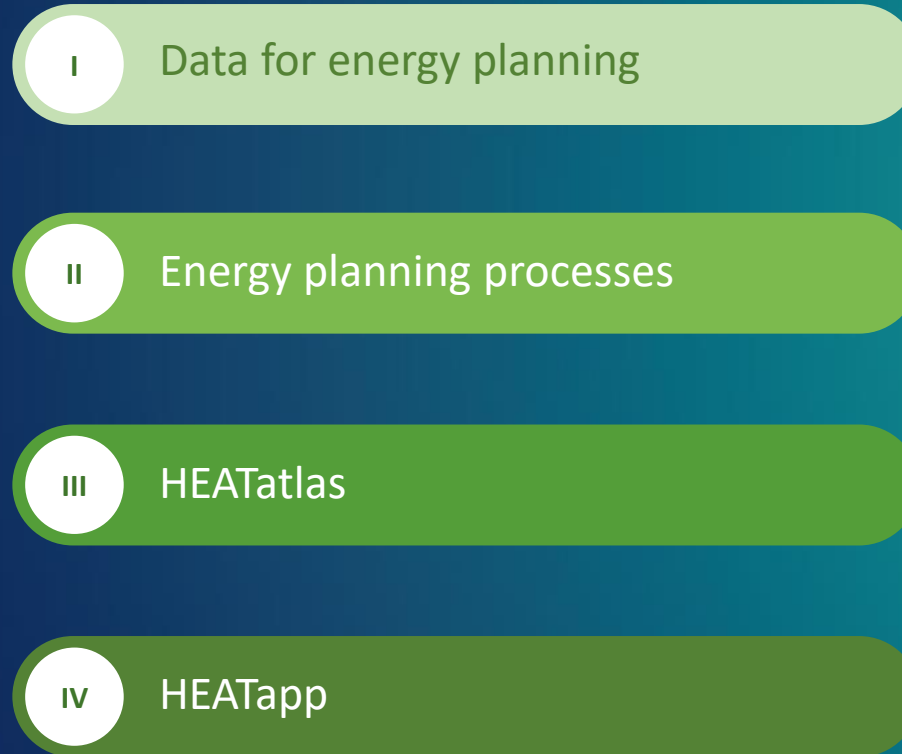 I Data for energy planning
II Energy planning processes
III HEATatlas
IV HEATapp